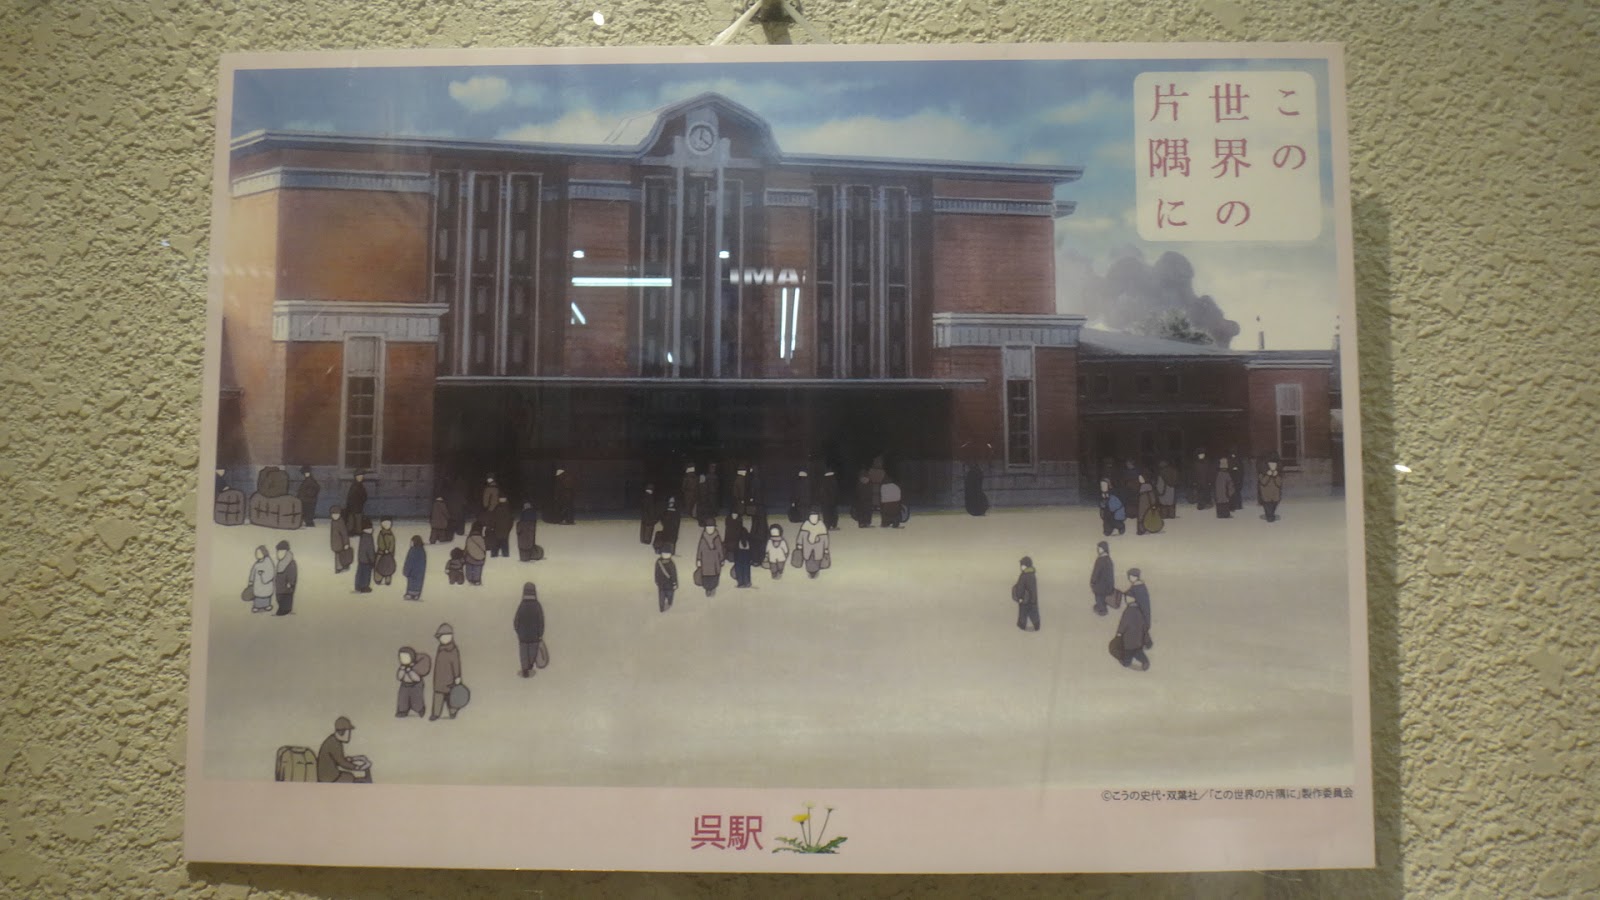 この
世界の
片隅に
IMA
©こうの史代・双葉社／「この世界の片隅に」製作委員会
呉駅